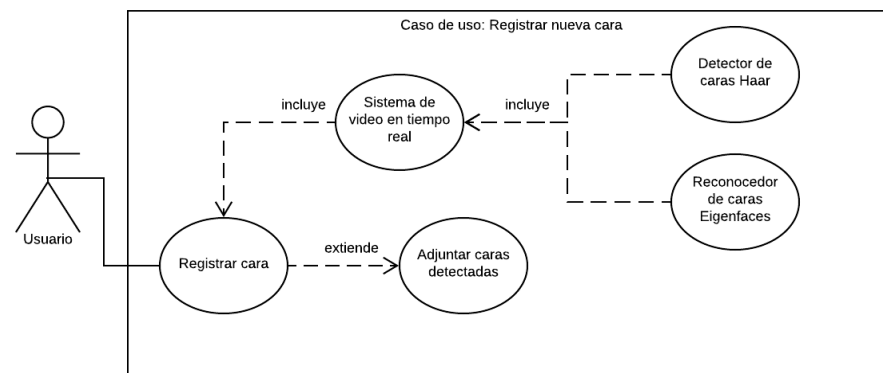 Caso de uso: Registrar nueva cara
Detector de
caras Haar
incluye
Sistema de
video en tiempo
real
incluye
Reconocedor
de caras
Eigenfaces
Usuario
Registrar cara
extiende
Adjuntar caras
detectadas